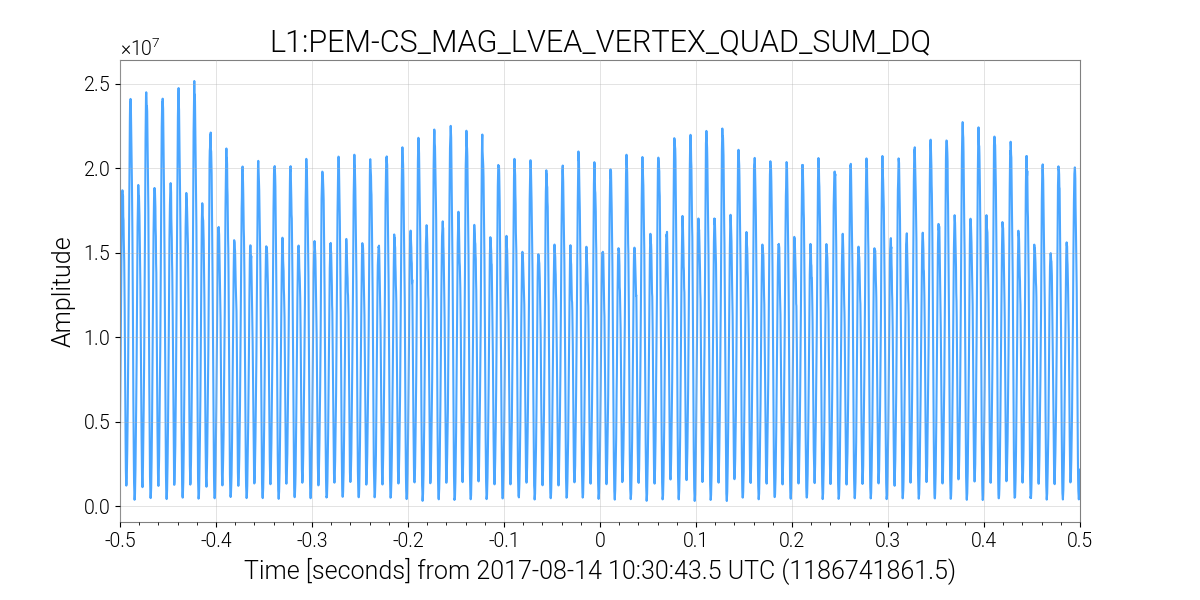 L1:PEM-CS_MAG_LVEA_VERTEX_QUAD_SUM_DQ
×10⁷
2.5
2.0
1.5
1.0
0.5
0.0
Amplitude
-0.5 -0.4 -0.3 -0.2 -0.1 0 0.1 0.2 0.3 0.4 0.5
Time [seconds] from 2017-08-14 10:30:43.5 UTC (1186741861.5)